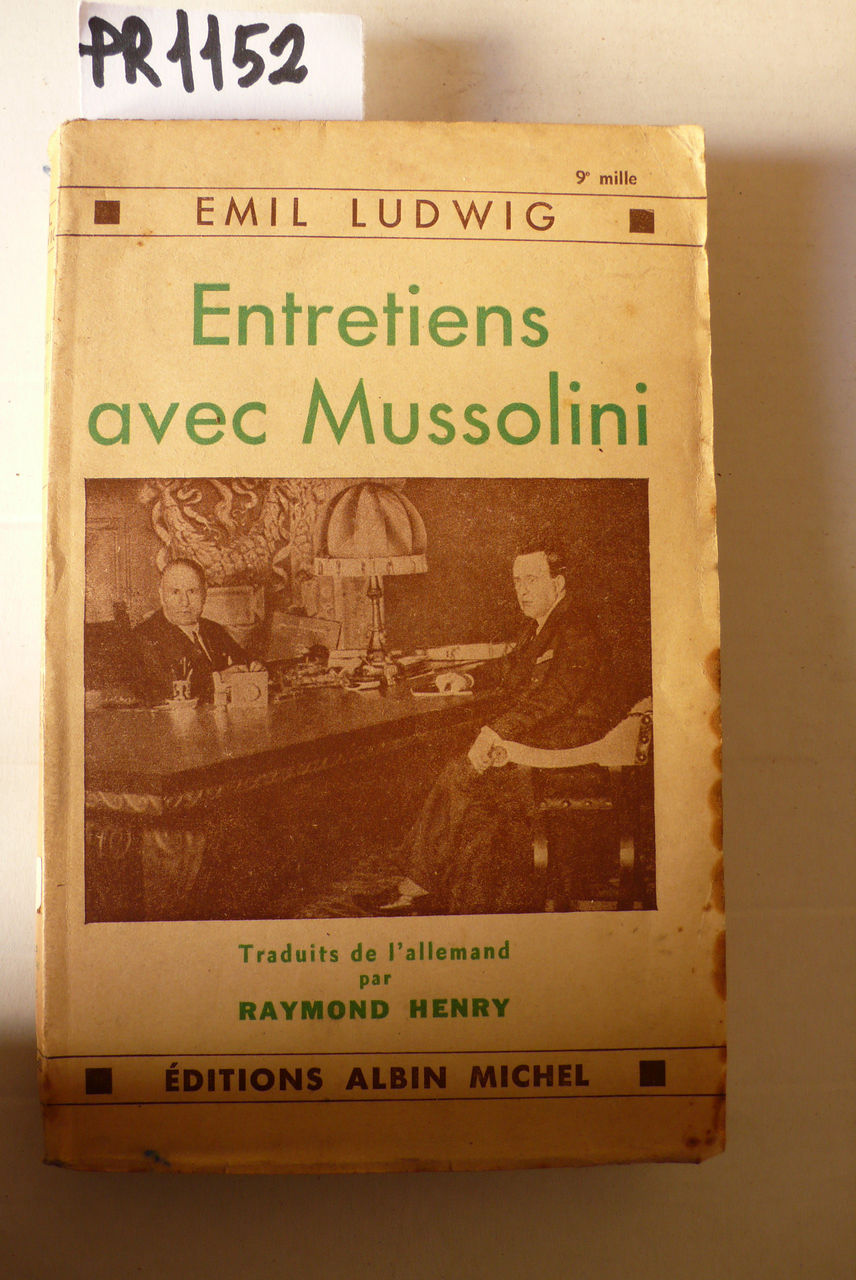 PR1152
9e mille
EMIL LUDWIG
Entretiens
avec Mussolini
Traduits de l'allemand
par
RAYMOND HENRY
ÉDITIONS ALBIN MICHEL